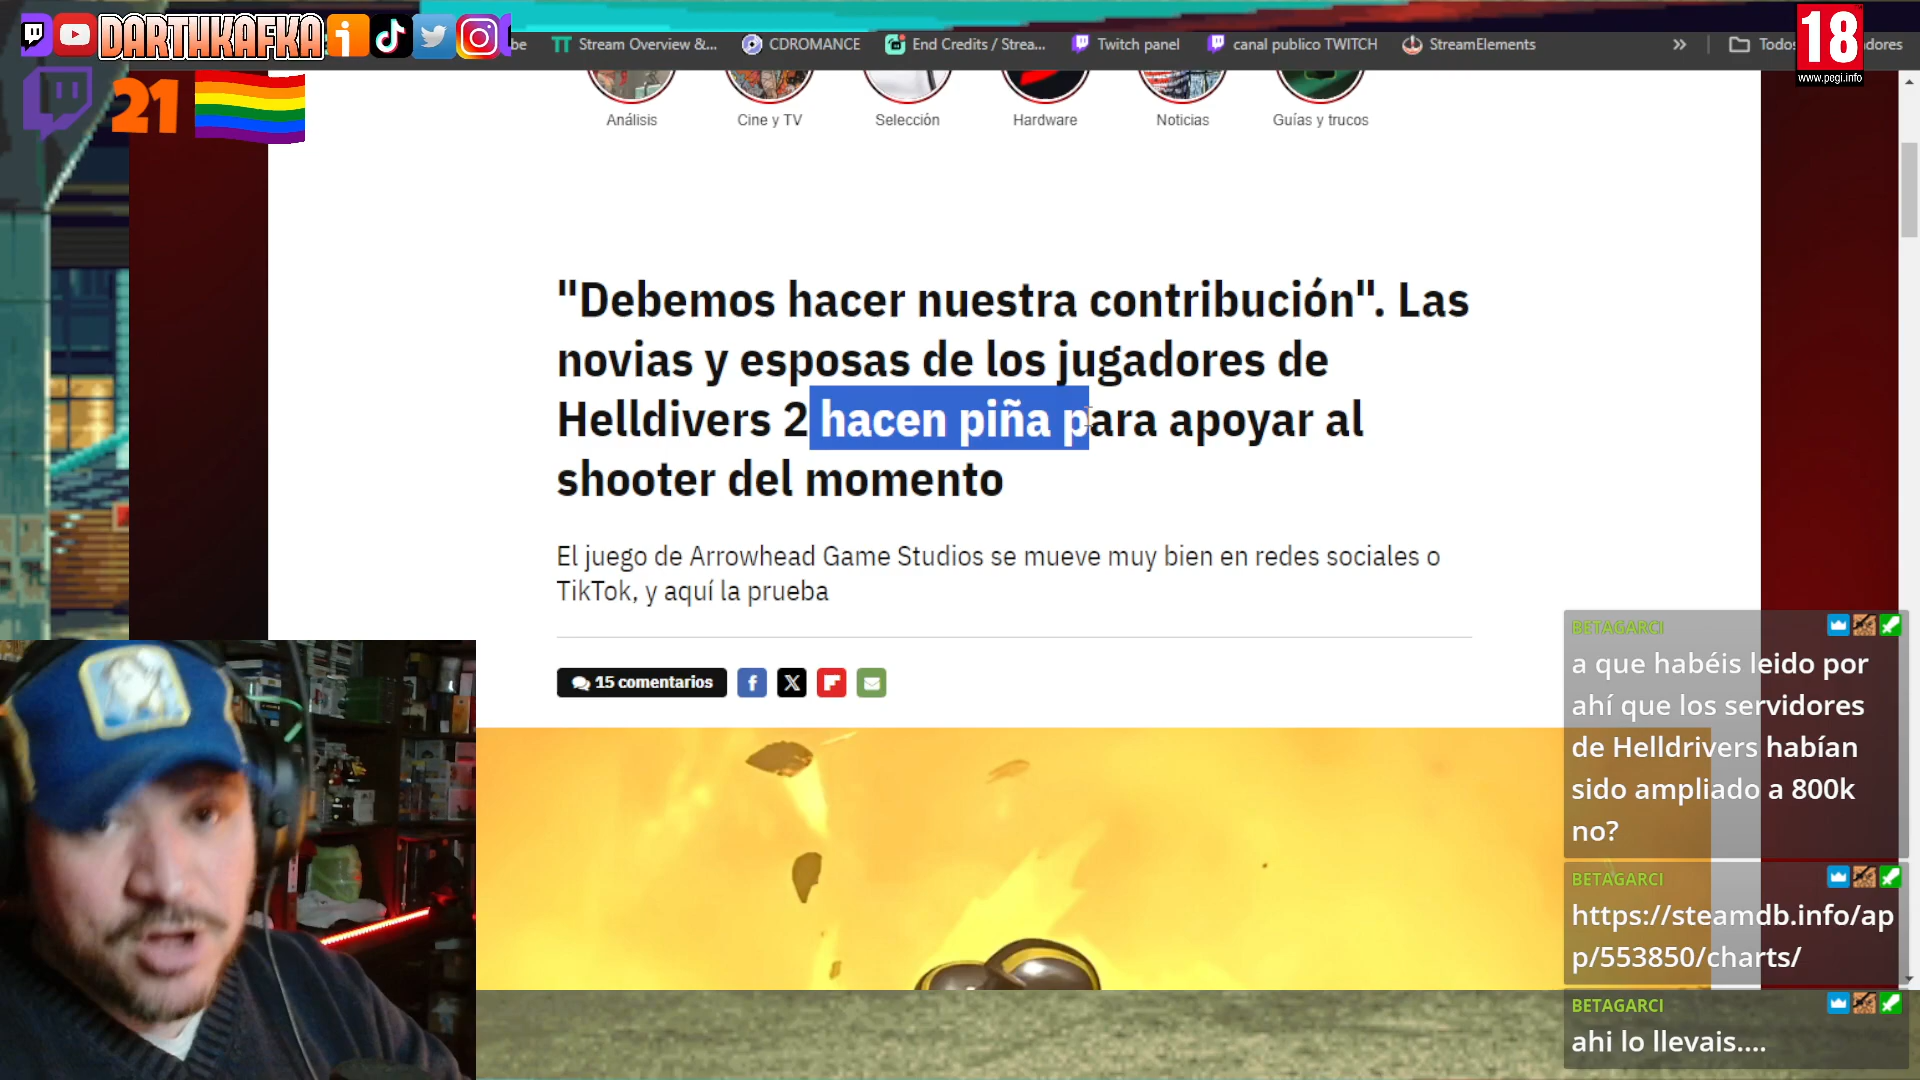 DARTHKAFKA
be
Stream Overview &...
CDROMANCE
End Credits / Strea...
Twitch panel
canal publico TWITCH
StreamElements
»
Todos
dores
18
www.pegi.info
21
Análisis
Cine y TV
Selección
Hardware
Noticias
Guías y trucos
"Debemos hacer nuestra contribución". Las
novias y esposas de los jugadores de
Helldivers 2 hacen piña para apoyar al
shooter del momento
El juego de Arrowhead Game Studios se mueve muy bien en redes sociales o
TikTok, y aquí la prueba
15 comentarios
BETAGARCI
a que habéis leido por
ahí que los servidores
de Helldrivers habían
sido ampliado a 800k
no?
BETAGARCI
https://steamdb.info/ap
p/553850/charts/
BETAGARCI
ahi lo llevais....